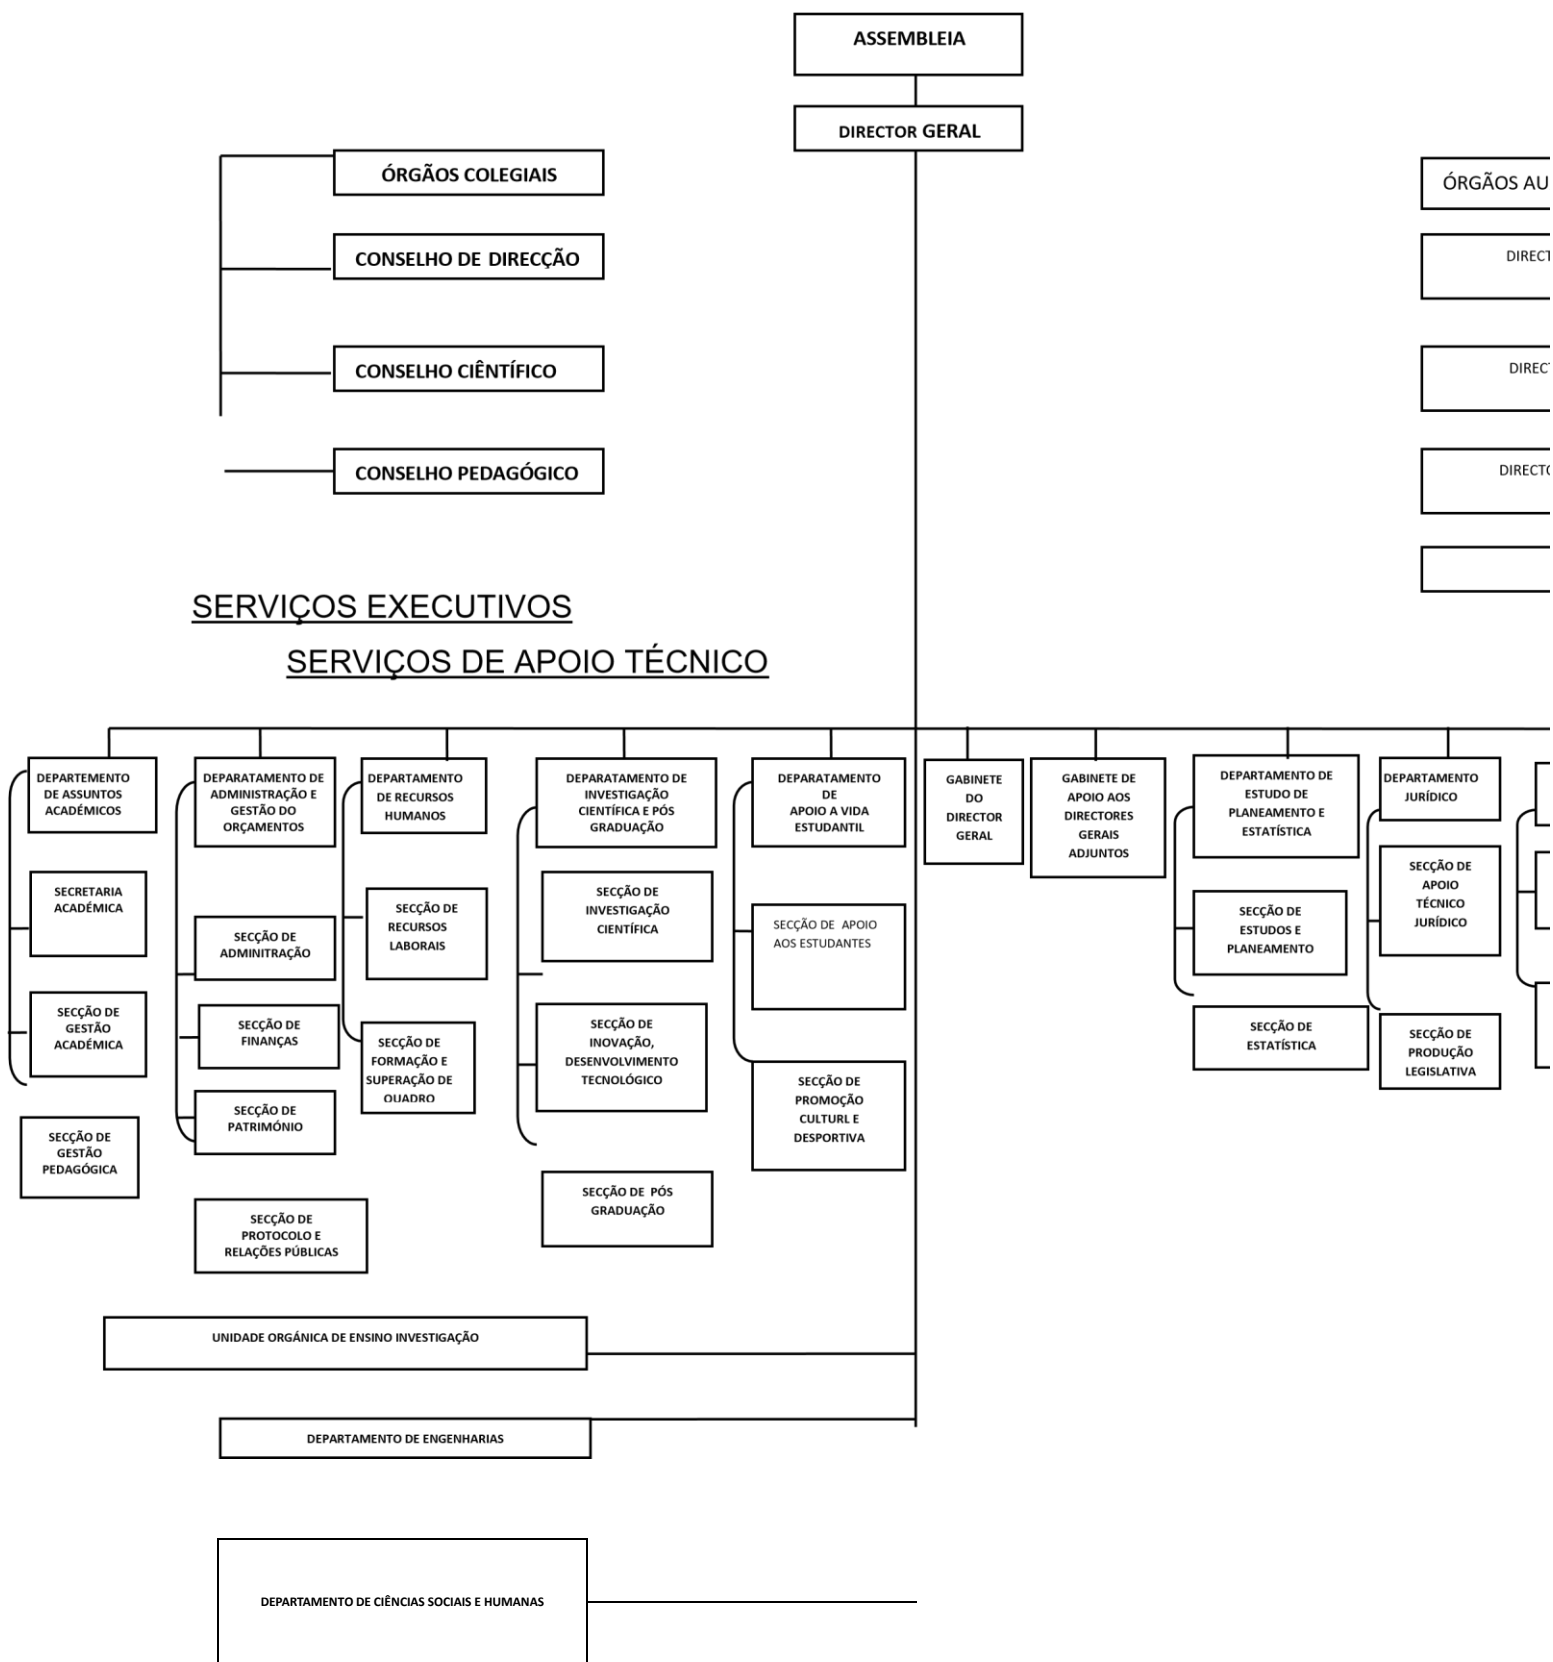 ASSEMBLEIA
DIRECTOR GERAL
ÓRGÃOS COLEGIAIS
CONSELHO DE DIRECÇÃO
CONSELHO CIÊNTÍFICO
CONSELHO PEDAGÓGICO
ÓRGÃOS AU
DIRECT
DIREC
DIRECTO
SERVIÇOS EXECUTIVOS
SERVIÇOS DE APOIO TÉCNICO
DEPARTEMENTO
DE ASSUNTOS
ACADÉMICOS
SECRETARIA
ACADÉMICA
SECÇÃO DE
GESTÃO
ACADÉMICA
SECÇÃO DE
GESTÃO
PEDAGÓGICA
DEPARATAMENTO DE
ADMINISTRAÇÃO E
GESTÃO DO
ORÇAMENTOS
SECÇÃO DE
ADMINITRAÇÃO
SECÇÃO DE
FINANÇAS
SECÇÃO DE
PATRIMÓNIO
SECÇÃO DE
PROTOCOLO E
RELAÇÕES PÚBLICAS
DEPARTAMENTO
DE RECURSOS
HUMANOS
SECÇÃO DE
RECURSOS
LABORAIS
SECÇÃO DE
FORMAÇÃO E
SUPERAÇÃO DE
QUADRO
DEPARATAMENTO DE
INVESTIGAÇÃO
CIENTÍFICA E PÓS
GRADUAÇÃO
SECÇÃO DE
INVESTIGAÇÃO
CIENTÍFICA
SECÇÃO DE
INOVAÇÃO,
DESENVOLVIMENTO
TECNOLÓGICO
SECÇÃO DE PÓS
GRADUAÇÃO
DEPARATAMENTO
DE
APOIO A VIDA
ESTUDANTIL
SECÇÃO DE APOIO
AOS ESTUDANTES
SECÇÃO DE
PROMOÇÃO
CULTURL E
DESPORTIVA
GABINETE
DO
DIRECTOR
GERAL
GABINETE DE
APOIO AOS
DIRECTORES
GERAIS
ADJUNTOS
DEPARTAMENTO DE
ESTUDO DE
PLANEAMENTO E
ESTATÍSTICA
SECÇÃO DE
ESTUDOS E
PLANEAMENTO
SECÇÃO DE
ESTATÍSTICA
DEPARTAMENTO
JURÍDICO
SECÇÃO DE
APOIO
TÉCNICO
JURÍDICO
SECÇÃO DE
PRODUÇÃO
LEGISLATIVA
UNIDADE ORGÁNICA DE ENSINO INVESTIGAÇÃO
DEPARTAMENTO DE ENGENHARIAS
DEPARTAMENTO DE CIÊNCIAS SOCIAIS E HUMANAS